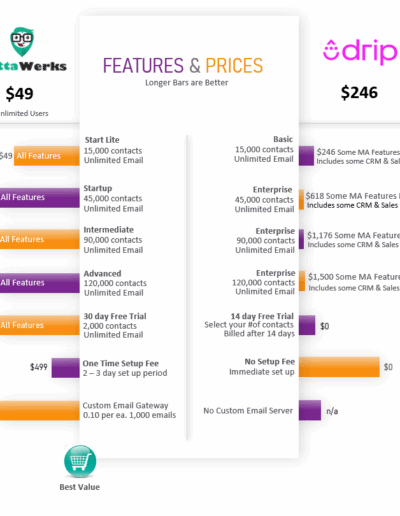 ttaWerks
$49
nlimited Users
FEATURES & PRICES
Longer Bars are Better
drip
$246
$49 All Features
Start Lite
15,000 contacts
Unlimited Email
Basic
15,000 contacts
Unlimited Email
$246 Some MA Features
Includes some CRM & Sales
All Features
Startup
45,000 contacts
Unlimited Email
Enterprise
45,000 contacts
Unlimited Email
$618 Some MA Features
Includes some CRM & Sales
All Features
Intermediate
90,000 contacts
Unlimited Email
Enterprise
90,000 contacts
Unlimited Email
$1,176 Some MA Feature
Includes some CRM & Sales
All Features
Advanced
120,000 contacts
Unlimited Email
Enterprise
120,000 contacts
Unlimited Email
$1,500 Some MA Feature
Includes some CRM & Sales
All Features
30 day Free Trial
2,000 contacts
Unlimited Email
14 day Free Trial
Select your #of contacts
Billed after 14 days
$0
$499
One Time Setup Fee
2 – 3 day set up period
No Setup Fee
Immediate set up
$0
Custom Email Gateway
0.10 per ea. 1,000 emails
No Custom Email Server
n/a
Best Value